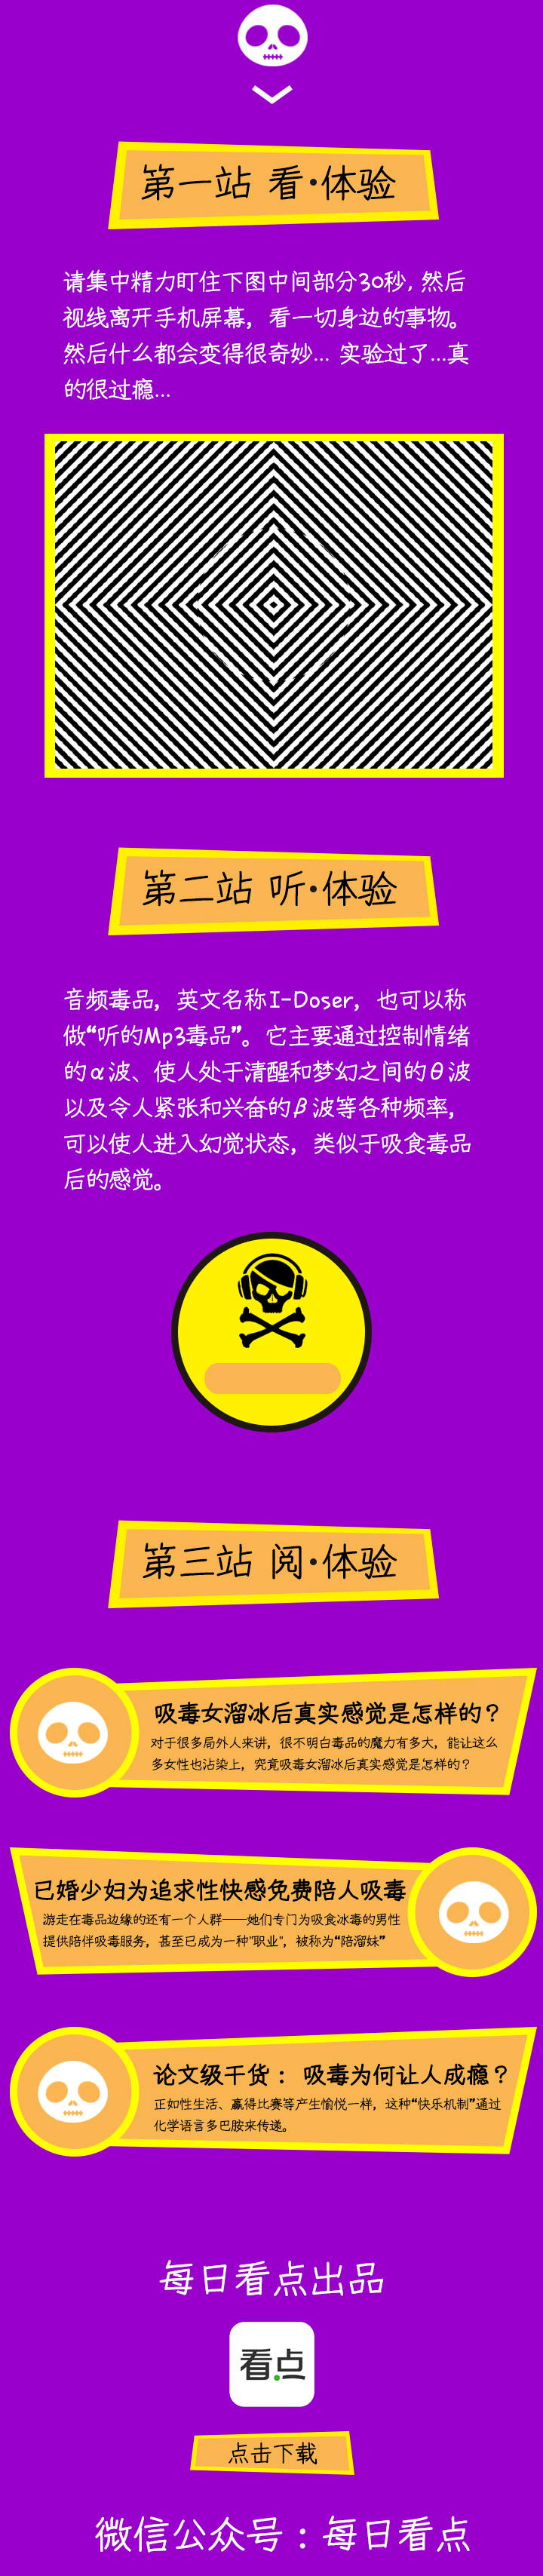 第一站 看·体验
请集中精力盯住下图中间部分30秒, 然后
视线离开手机屏幕，看一切身边的事物。
然后什么都会变得很奇妙... 实验过了...真
的很过瘾...
第二站 听·体验
音频毒品，英文名称I-Doser，也可以称
做“听的Mp3毒品”。它主要通过控制情绪
的α波、使人处于清醒和梦幻之间的θ波
以及令人紧张和兴奋的β波等各种频率，
可以使人进入幻觉状态，类似于吸食毒品
后的感觉。
第三站 阅·体验
吸毒女溜冰后真实感觉是怎样的？
对于很多局外人来讲，很不明白毒品的魔力有多大，能让这么
多女性也沾染上，究竟吸毒女溜冰后真实感觉是怎样的？
已婚少妇为追求性快感免费陪人吸毒
游走在毒品边缘的还有一个人群——她们专门为吸食冰毒的男性
提供陪伴吸毒服务，甚至已成为一种"职业"，被称为“陪溜妹”
论文级干货： 吸毒为何让人成瘾？
正如性生活、赢得比赛等产生愉悦一样，这种“快乐机制”通过
化学语言多巴胺来传递。
每日看点出品
看点
点击下载
微信公众号：每日看点